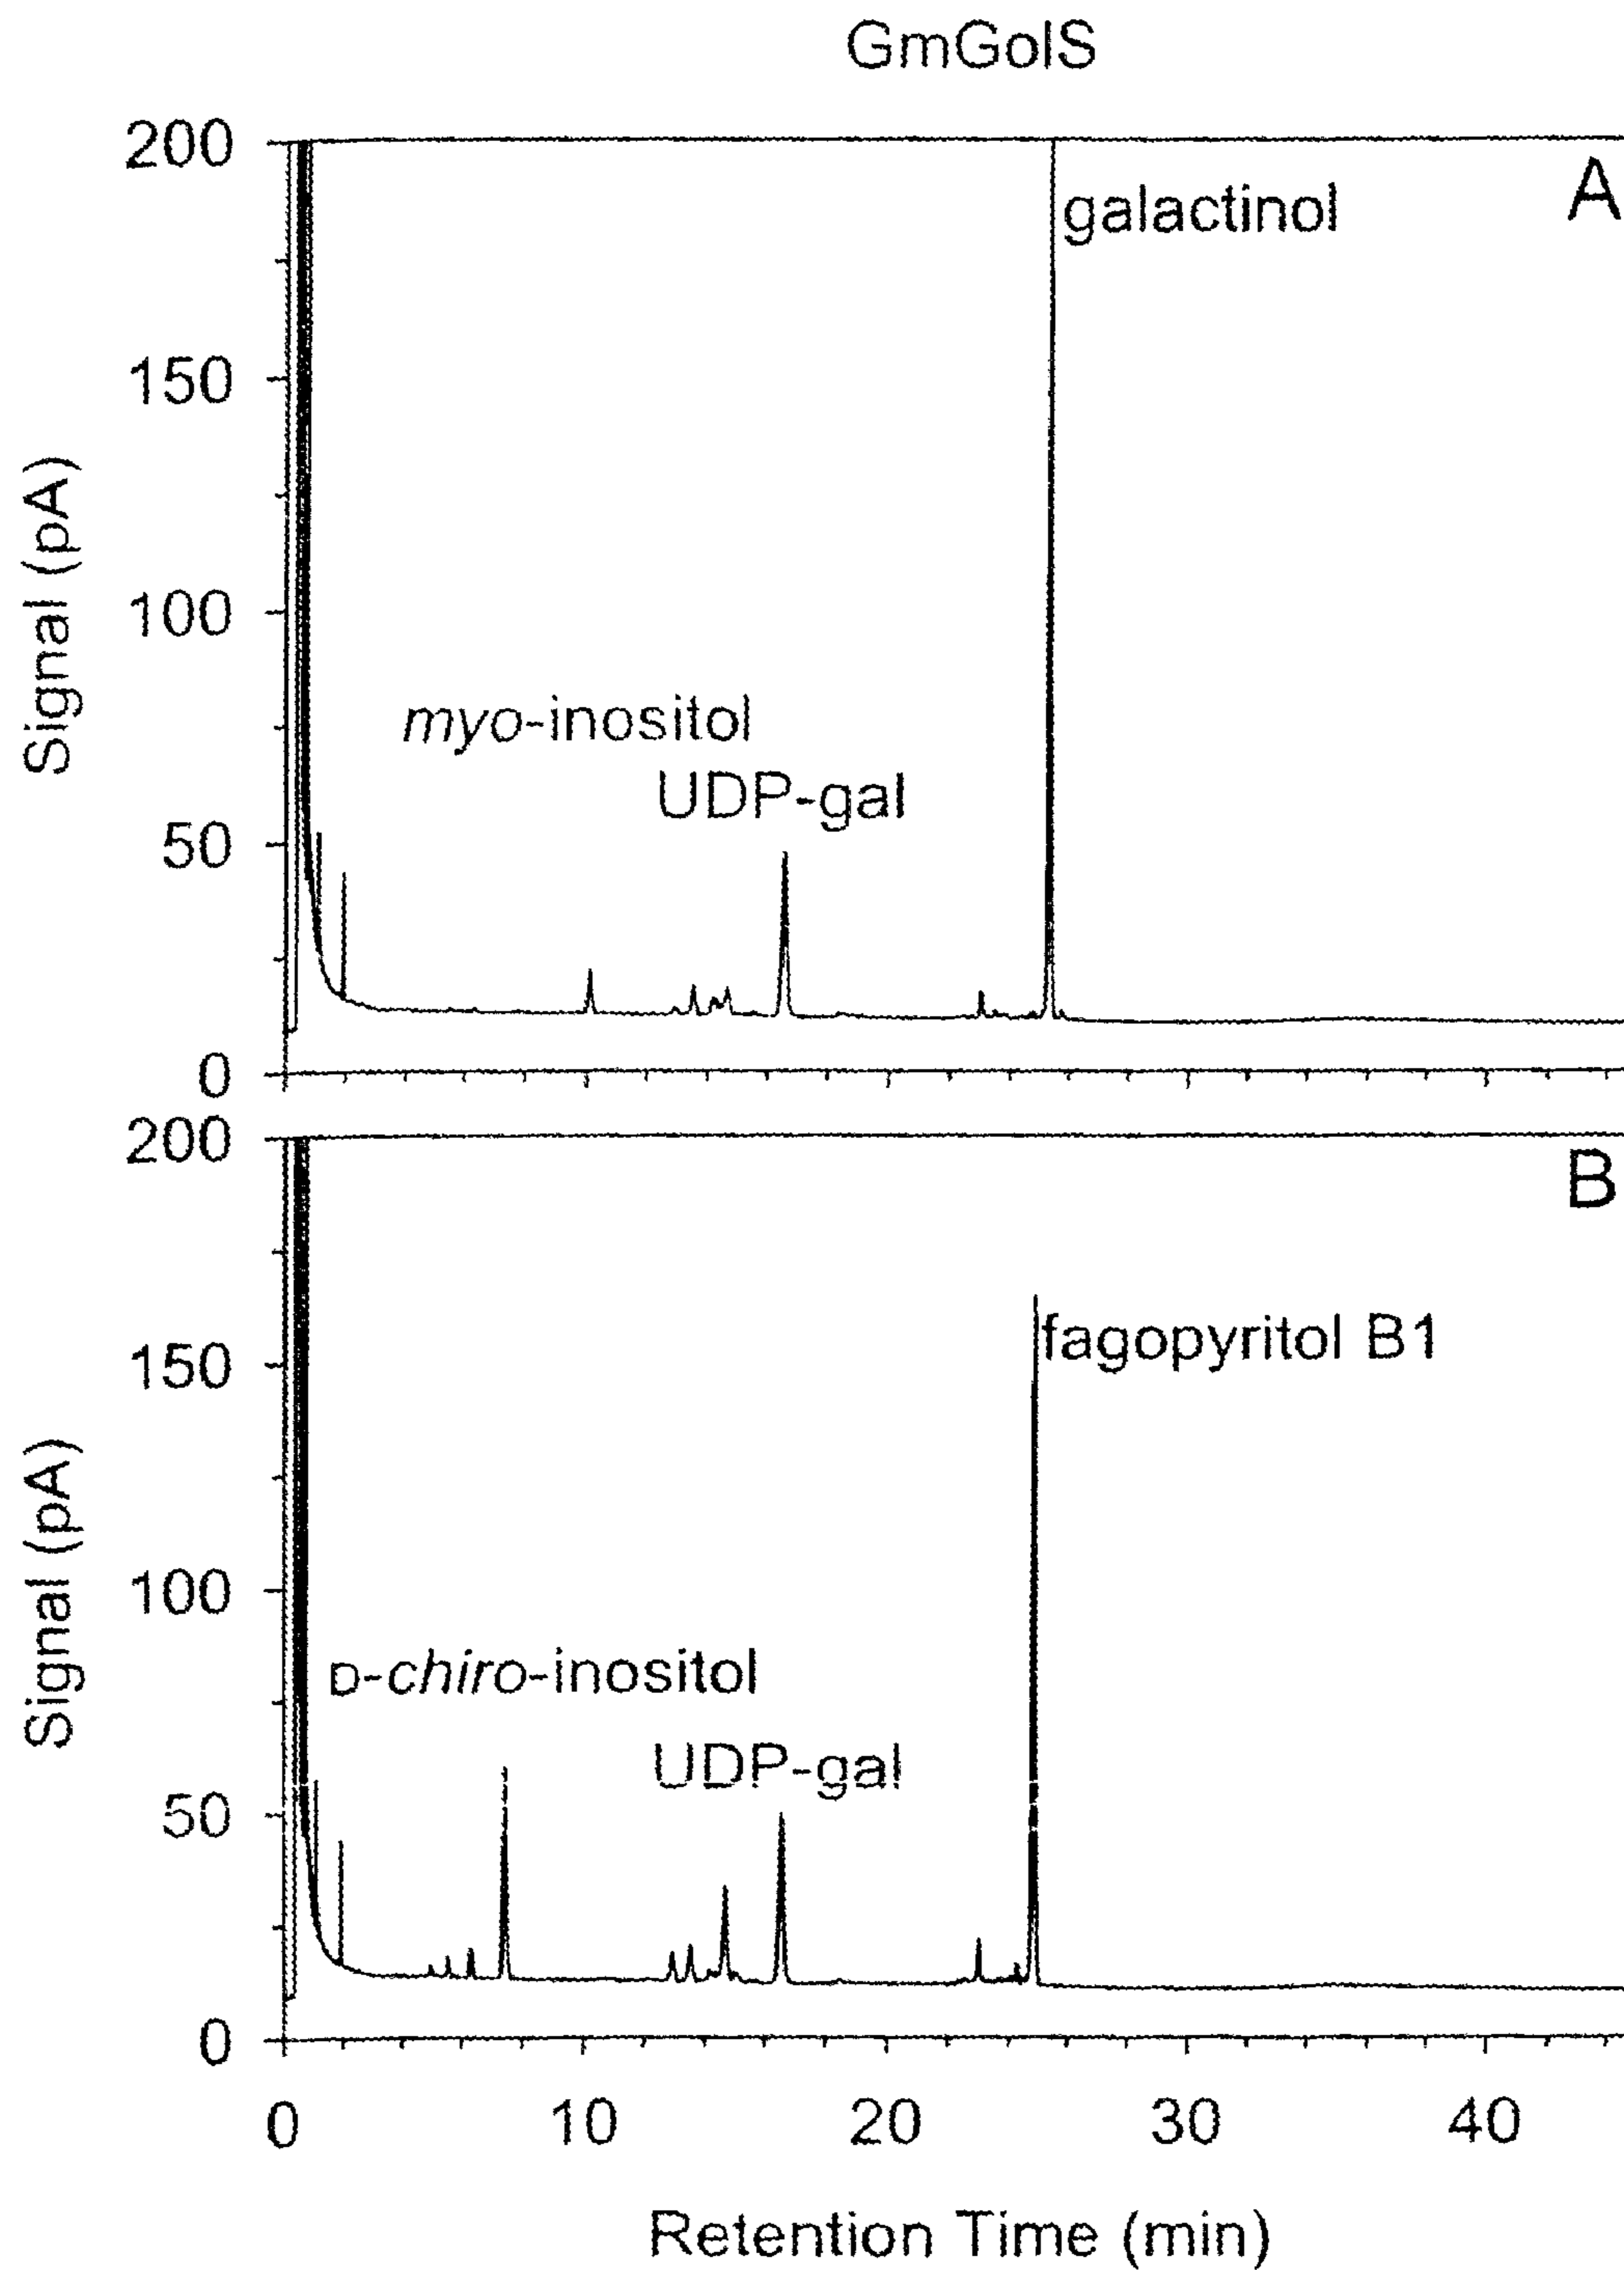 GmGolS
200
A
galactinol
150
Signal (pA)
100
myo-inositol
UDP-gal
50
0
200
B
fagopyritol B1
150
Signal (pA)
100
D-chiro-inositol
UDP-gal
50
0
0 10 20 30 40
Retention Time (min)